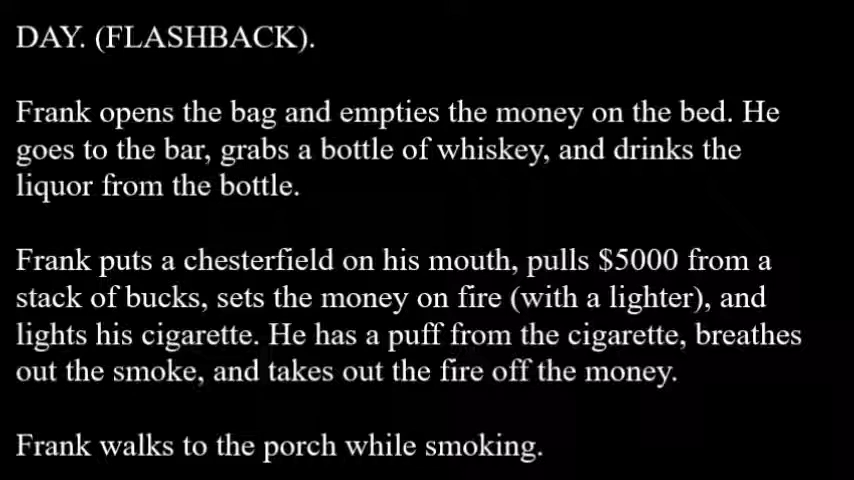 DAY. (FLASHBACK).
Frank opens the bag and empties the money on the bed. He
goes to the bar, grabs a bottle of whiskey, and drinks the
liquor from the bottle.
Frank puts a chesterfield on his mouth, pulls $5000 from a
stack of bucks, sets the money on fire (with a lighter), and
lights his cigarette. He has a puff from the cigarette, breathes
out the smoke, and takes out the fire off the money.
Frank walks to the porch while smoking.